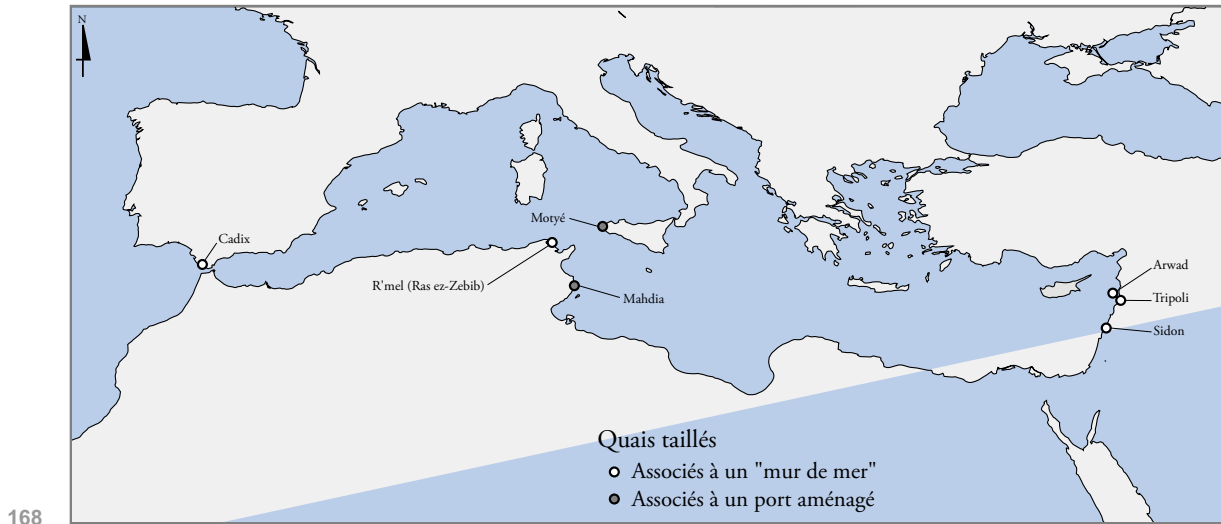 N
Cadix
Motyé
R'mel (Ras ez-Zebib)
Mahdia
Arwad
Tripoli
Sidon
Quais taillés
Associés à un "mur de mer"
Associés à un port aménagé
168